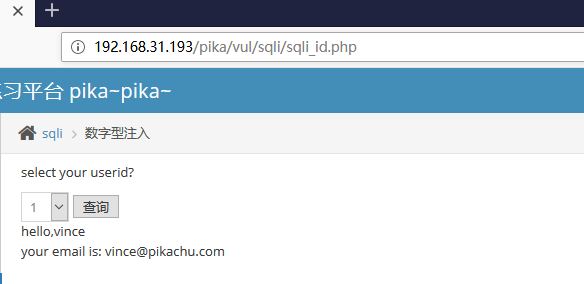 192.168.31.193/pika/vul/sqli/sqli_id.php
习平台 pika~pika~
sqli > 数字型注入
select your userid?
1 查询
hello,vince
your email is: vince@pikachu.com